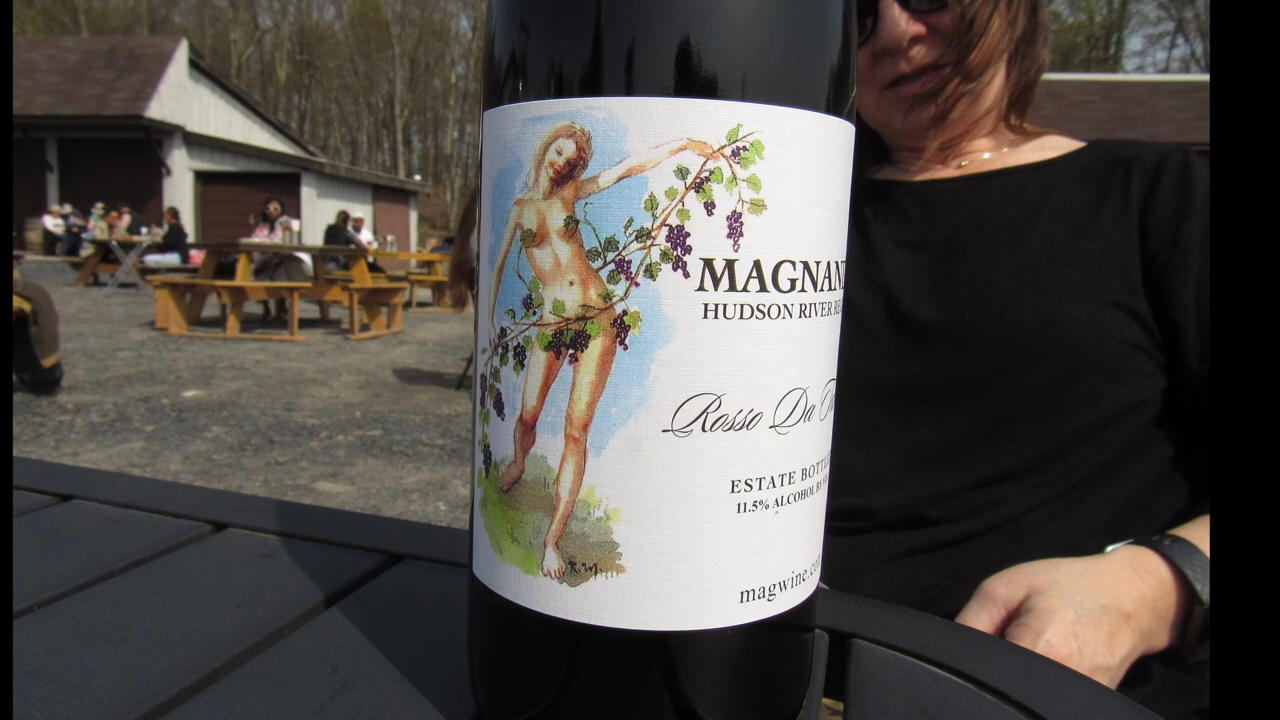 MAGNAN
HUDSON RIVER RE
Rosso Da
ESTATE BOTTL
11.5% ALCOHOL BY
magwine.co